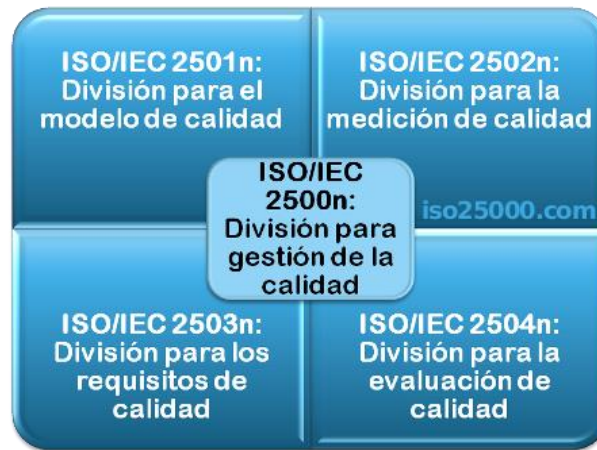 ISO/IEC 2501n:
División para el
modelo de calidad
ISO/IEC 2502n:
División para la
medición de calidad
ISO/IEC
2500n:
División para
gestión de la
calidad
iso25000.com
ISO/IEC 2503n:
División para los
requisitos de
calidad
ISO/IEC 2504n:
División para la
evaluación de
calidad